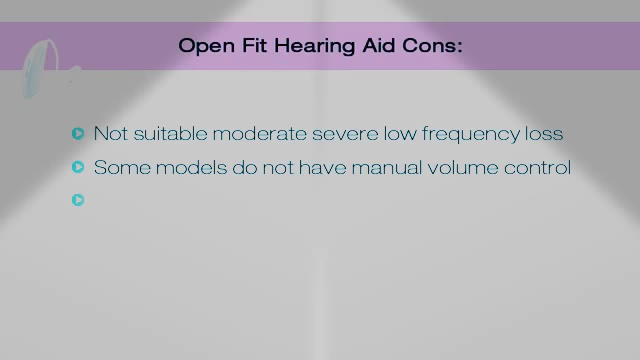 Open Fit Hearing Aid Cons:
Not suitable moderate severe low frequency loss
Some models do not have manual volume control